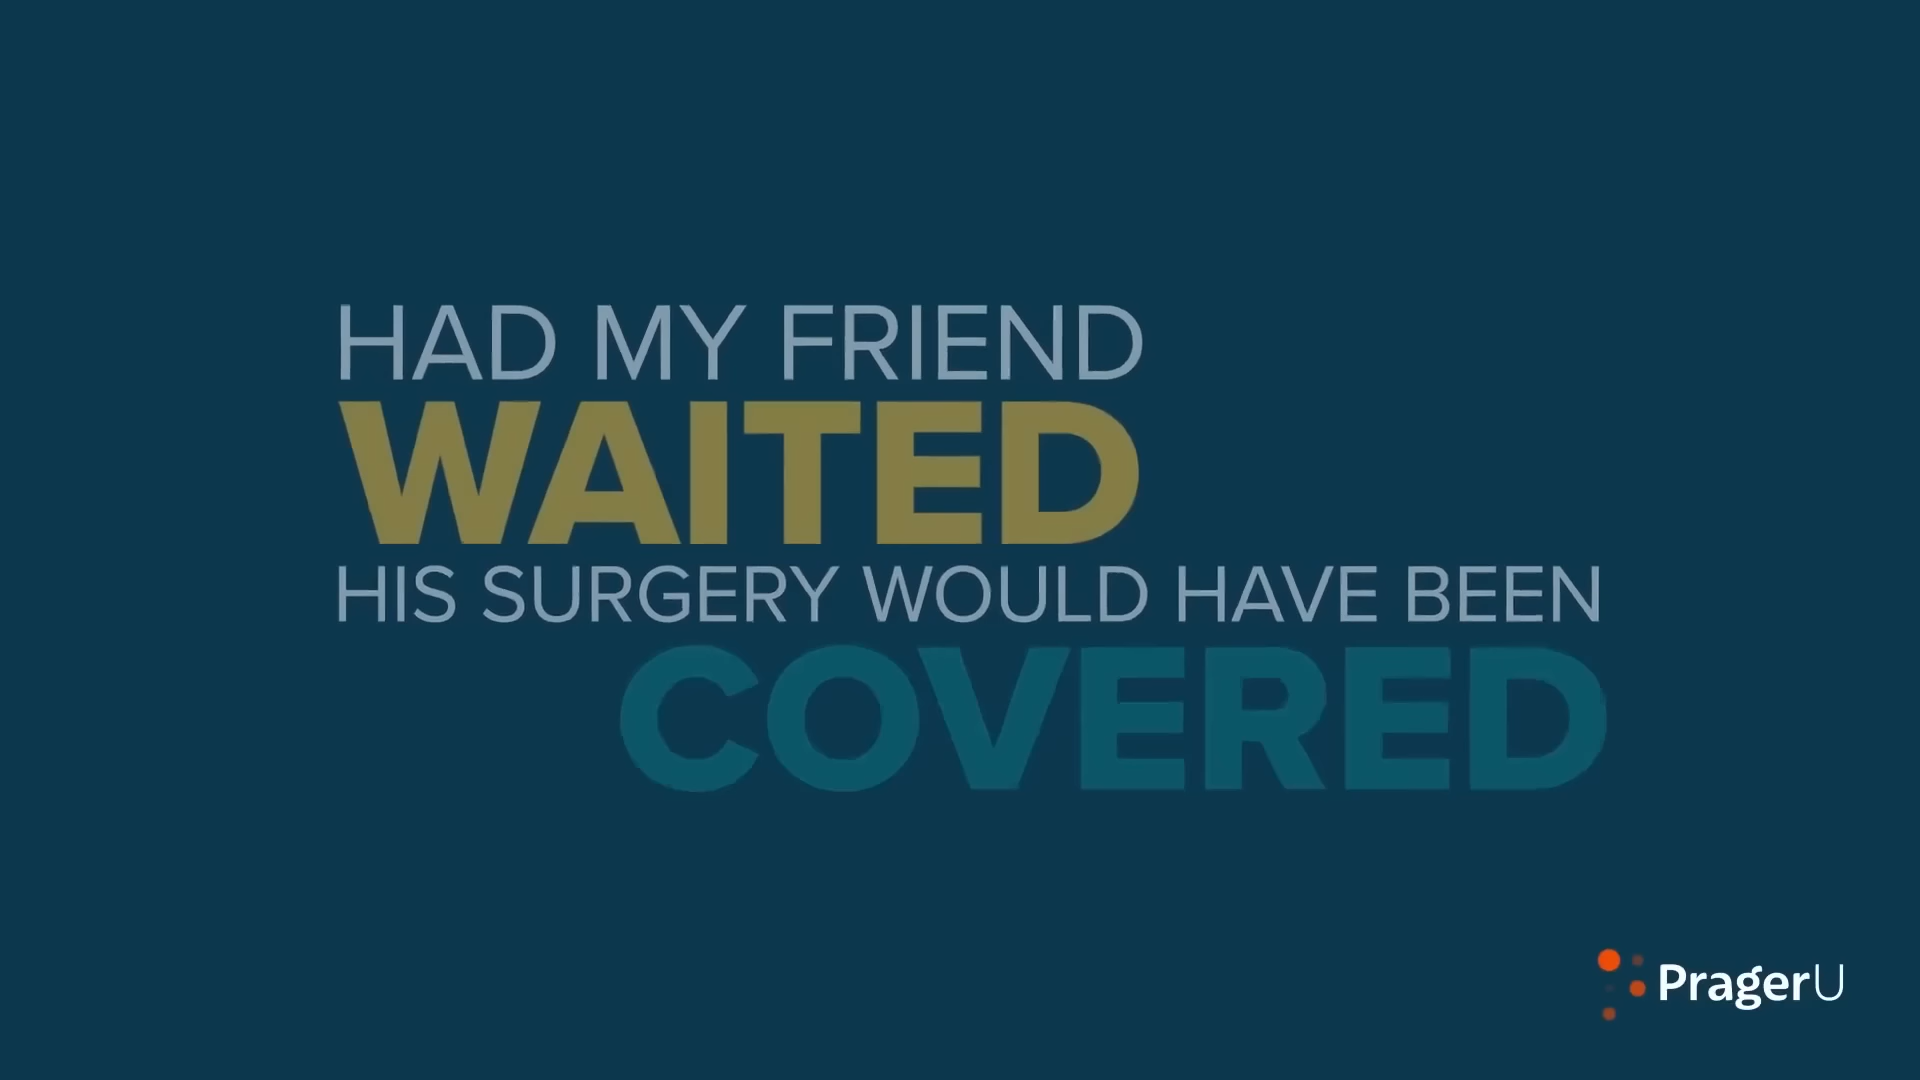 HAD MY FRIEND
WAITED
HIS SURGERY WOULD HAVE BEEN
COVERED
PragerU